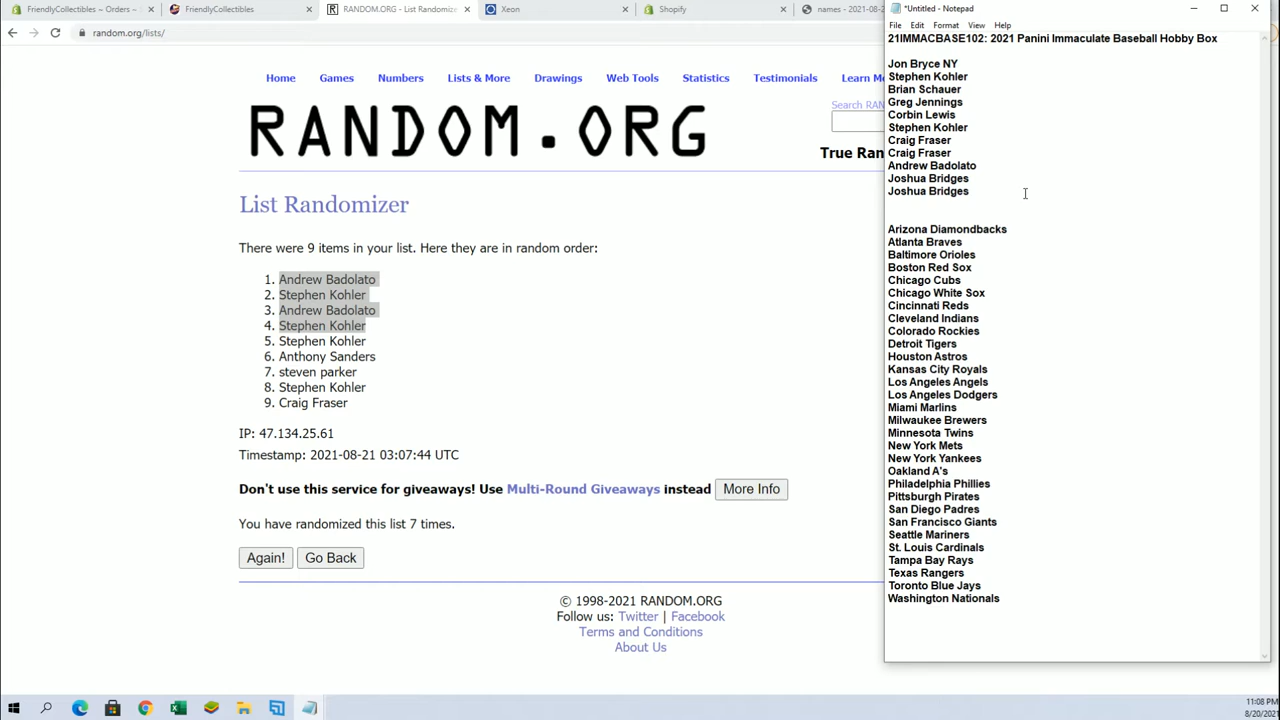 FriendlyCollectibles ~ Orders ~
FriendlyCollectibles
RANDOM.ORG - List Randomizer
Xeon
Shopify
names - 2021-08-2
random.org/lists/
Home
Games
Numbers
Lists & More
Drawings
Web Tools
Statistics
Testimonials
Learn
RANDOM.ORG
Search RAN
True Ran
List Randomizer
There were 9 items in your list. Here they are in random order:
1. Andrew Badolato
2. Stephen Kohler
3. Andrew Badolato
4. Stephen Kohler
5. Stephen Kohler
6. Anthony Sanders
7. steven parker
8. Stephen Kohler
9. Craig Fraser
IP: 47.134.25.61
Timestamp: 2021-08-21 03:07:44 UTC
Don't use this service for giveaways! Use Multi-Round Giveaways instead More Info
You have randomized this list 7 times.
Again! Go Back
© 1998-2021 RANDOM.ORG
Follow us: Twitter | Facebook
Terms and Conditions
About Us
*Untitled - Notepad
File Edit Format View Help
21IMMACBASE102: 2021 Panini Immaculate Baseball Hobby Box
Jon Bryce NY
Stephen Kohler
Brian Schauer
Greg Jennings
Corbin Lewis
Stephen Kohler
Craig Fraser
Craig Fraser
Andrew Badolato
Joshua Bridges
Joshua Bridges
Arizona Diamondbacks
Atlanta Braves
Baltimore Orioles
Boston Red Sox
Chicago Cubs
Chicago White Sox
Cincinnati Reds
Cleveland Indians
Colorado Rockies
Detroit Tigers
Houston Astros
Kansas City Royals
Los Angeles Angels
Los Angeles Dodgers
Miami Marlins
Milwaukee Brewers
Minnesota Twins
New York Mets
New York Yankees
Oakland A's
Philadelphia Phillies
Pittsburgh Pirates
San Diego Padres
San Francisco Giants
Seattle Mariners
St. Louis Cardinals
Tampa Bay Rays
Texas Rangers
Toronto Blue Jays
Washington Nationals
11:08 PM
8/20/2021